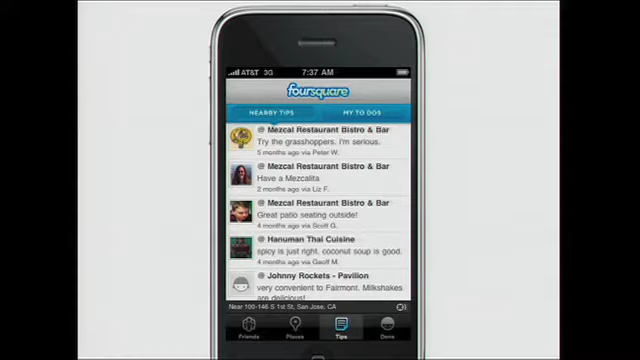 AT&T 3G 7:37 AM
foursquare
NEARBY TIPS MY TO DOS
@ Mezcal Restaurant Bistro & Bar
Try the grasshoppers. i'm serious.
5 months ago via Peter W.
@ Mezcal Restaurant Bistro & Bar
Have a Mezcalita
2 months ago via Liz F.
@ Mezcal Restaurant Bistro & Bar
Great patio seating outside!
4 months ago via Scott G.
@ Hanuman Thai Cuisine
spicy is just right. coconut soup is good.
4 months ago via Geoff M.
@ Johnny Rockets - Pavilion
very convenient to Fairmont. Milkshakes
are delicious!
Near 100-146 S 1st St, San Jose, CA
Friends Places Tips Dens